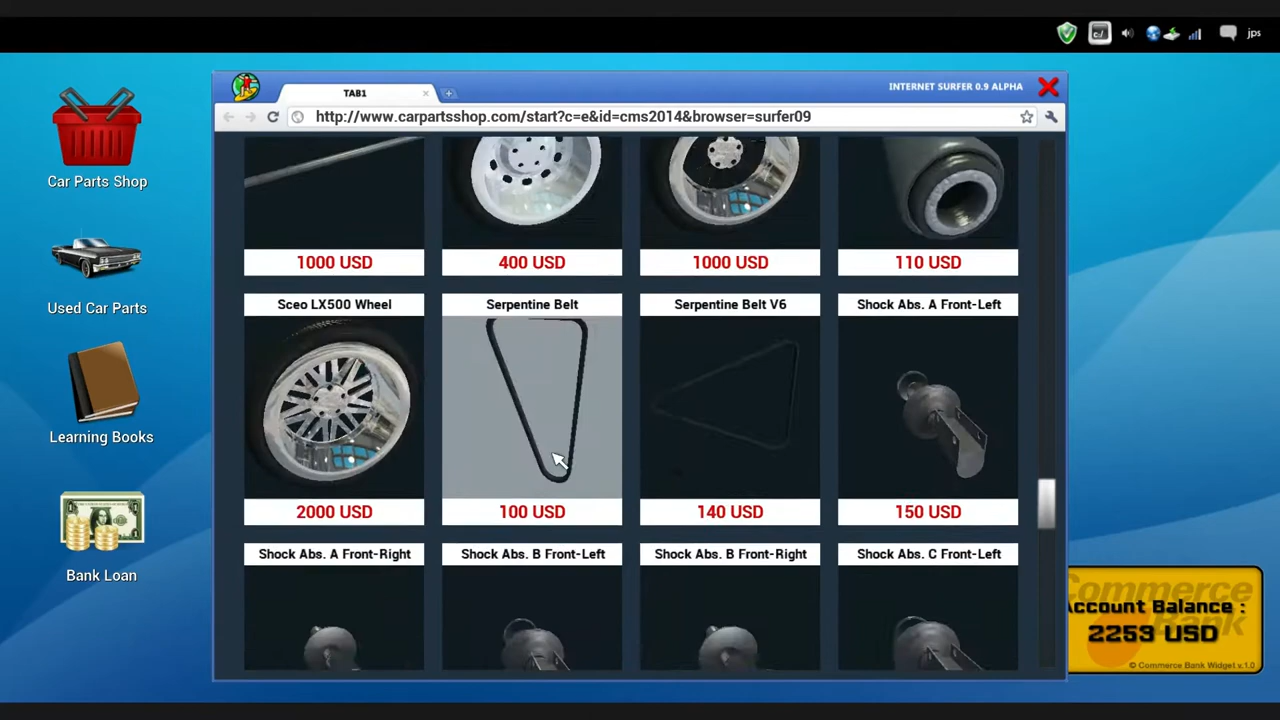 jps
TAB1
INTERNET SURFER 0.9 ALPHA
http://www.carpartsshop.com/start?c=e&id=cms2014&browser=surfer09
Car Parts Shop
Used Car Parts
Learning Books
Bank Loan
1000 USD
400 USD
1000 USD
110 USD
Sceo LX500 Wheel
Serpentine Belt
Serpentine Belt V6
Shock Abs. A Front-Left
2000 USD
100 USD
140 USD
150 USD
Shock Abs. A Front-Right
Shock Abs. B Front-Left
Shock Abs. B Front-Right
Shock Abs. C Front-Left
Commerce
Bank
Account Balance :
2253 USD
© Commerce Bank Widget v.1.0